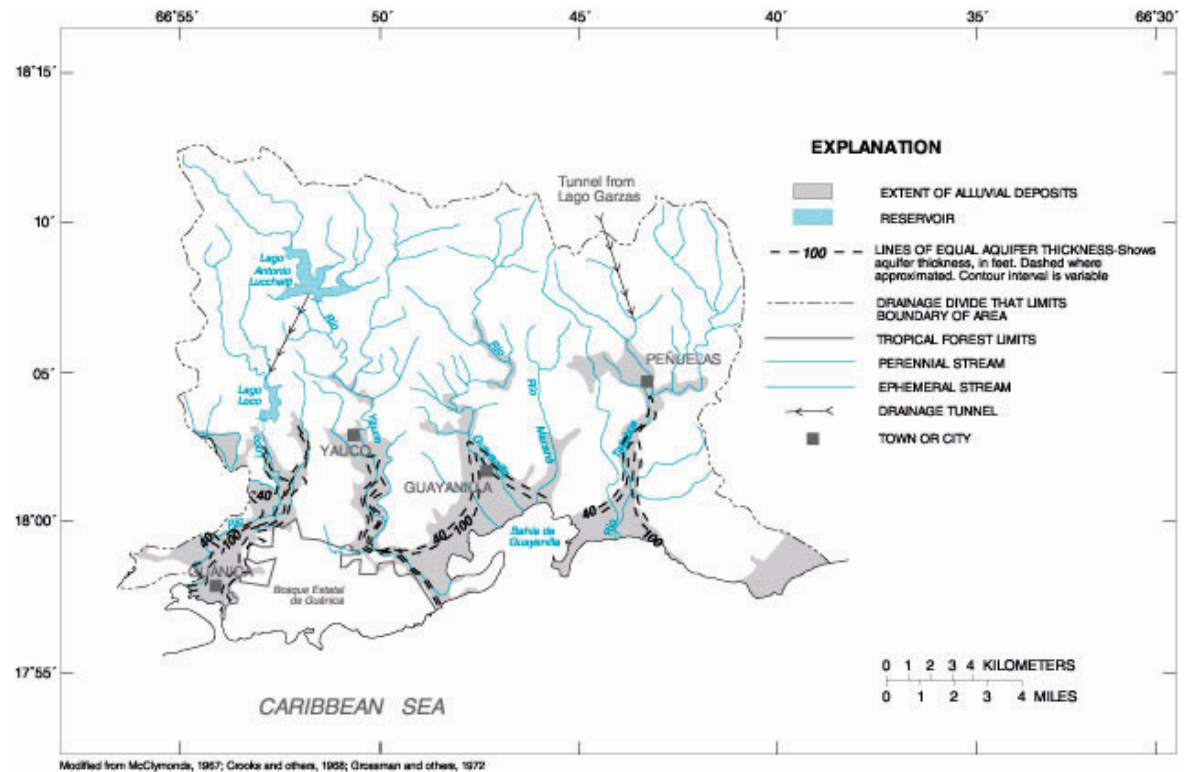 66°55′ 50′ 45′ 40′ 35′ 66°30′
18°15′
EXPLANATION
Tunnel from
Lago Garzas
EXTENT OF ALLUVIAL DEPOSITS
10′
RESERVOIR
100 LINES OF EQUAL AQUIFER THICKNESS-Shows
aquifer thickness, in feet. Dashed where
approximated. Contour interval is variable
Lago
Antonio
Lucchetti
DRAINAGE DIVIDE THAT LIMITS
BOUNDARY OF AREA
Río
TROPICAL FOREST LIMITS
Río
PEÑUELAS
PERENNIAL STREAM
05′
Río
EPHEMERAL STREAM
Lago
Loco
DRAINAGE TUNNEL
Yauco
Macaná
TOWN OR CITY
Loco
YAUCO
GUAYANILLA
40
40
100
18°00′
Río
40
100
40
Río
100
Bahía de
Guayanilla
GUÁNICA
Bosque Estatal
de Guánica
17°55′
0 1 2 3 4 KILOMETERS
0 1 2 3 4 MILES
CARIBBEAN SEA
Modified from McClymonds, 1967; Crooks and others, 1968; Grossman and others, 1972